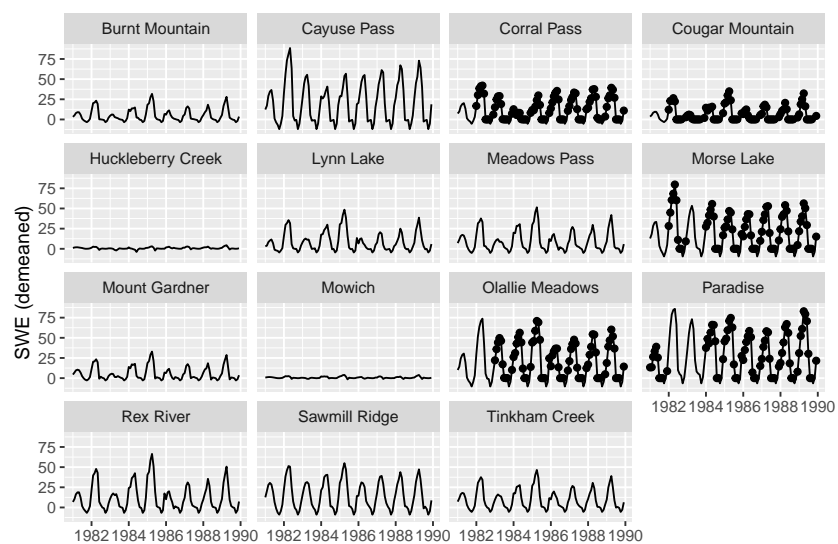 Burnt Mountain Cayuse Pass Corral Pass Cougar Mountain
75
50
25
0
Huckleberry Creek Lynn Lake Meadows Pass Morse Lake
75
50
25
0
Mount Gardner Mowich Olallie Meadows Paradise
75
50
25
0
1982 1984 1986 1988 1990
Rex River Sawmill Ridge Tinkham Creek
75
50
25
0
1982 1984 1986 1988 1990 1982 1984 1986 1988 1990 1982 1984 1986 1988 1990
SWE (demeaned)